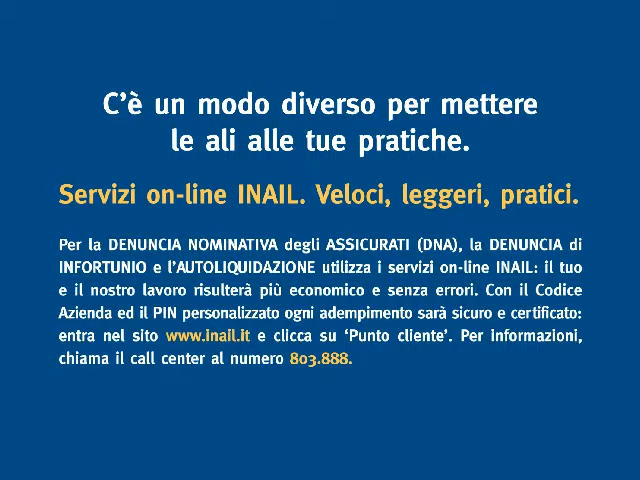 C'è un modo diverso per mettere
le ali alle tue pratiche.
Servizi on-line INAIL. Veloci, leggeri, pratici.
Per la DENUNCIA NOMINATIVA degli ASSICURATI (DNA), la DENUNCIA di
INFORTUNIO e l'AUTOLIQUIDAZIONE utilizza i servizi on-line INAIL: il tuo
e il nostro lavoro risulterà più economico e senza errori. Con il Codice
Azienda ed il PIN personalizzato ogni adempimento sarà sicuro e certificato:
entra nel sito www.inail.it e clicca su 'Punto cliente'. Per informazioni,
chiama il call center al numero 803.888.